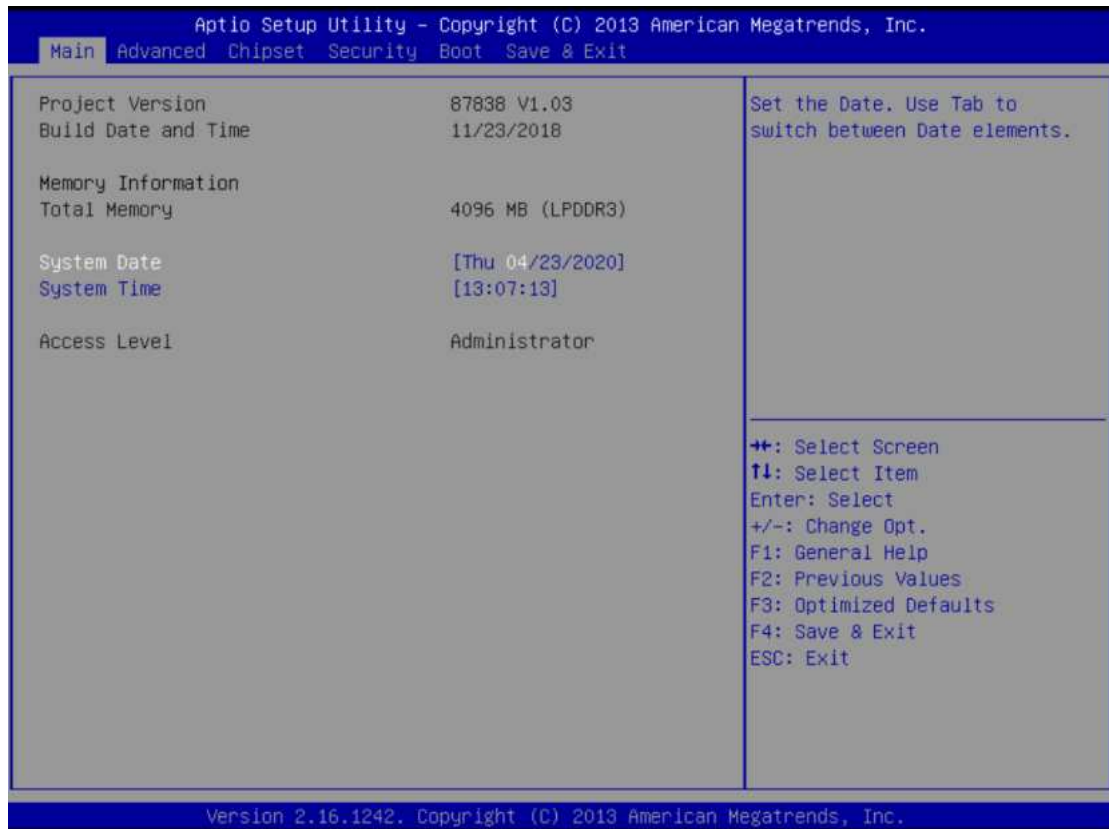 Aptio Setup Utility – Copyright (C) 2013 American Megatrends, Inc.
Main Advanced Chipset Security Boot Save & Exit
Project Version 87838 V1.03
Build Date and Time 11/23/2018
Memory Information
Total Memory 4096 MB (LPDDR3)
System Date [Thu 04/23/2020]
System Time [13:07:13]
Access Level Administrator
Set the Date. Use Tab to
switch between Date elements.
→←: Select Screen
↑↓: Select Item
Enter: Select
+/-: Change Opt.
F1: General Help
F2: Previous Values
F3: Optimized Defaults
F4: Save & Exit
ESC: Exit
Version 2.16.1242. Copyright (C) 2013 American Megatrends, Inc.